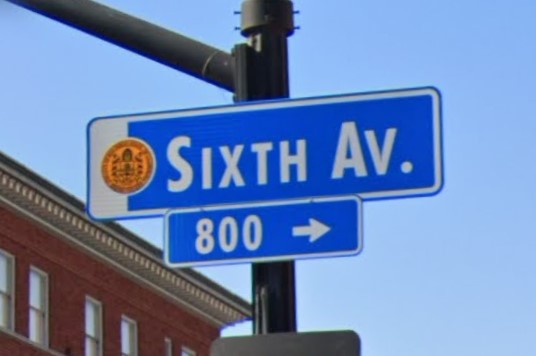 SIXTH AV.
800 →